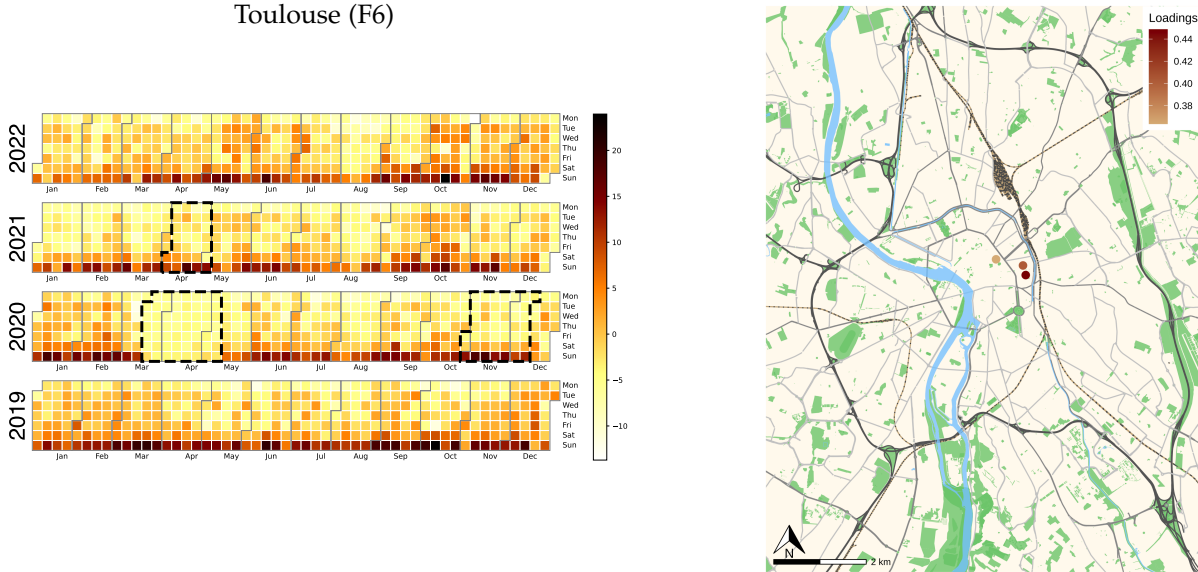 Toulouse (F6)
2022
Mon
Tue
Wed
Thu
Fri
Sat
Sun
Jan Feb Mar Apr May Jun Jul Aug Sep Oct Nov Dec
2021
Mon
Tue
Wed
Thu
Fri
Sat
Sun
Jan Feb Mar Apr May Jun Jul Aug Sep Oct Nov Dec
2020
Mon
Tue
Wed
Thu
Fri
Sat
Sun
Jan Feb Mar Apr May Jun Jul Aug Sep Oct Nov Dec
2019
Mon
Tue
Wed
Thu
Fri
Sat
Sun
Jan Feb Mar Apr May Jun Jul Aug Sep Oct Nov Dec
20
15
10
5
0
−5
−10
Loadings
0.44
0.42
0.40
0.38
N
2 km